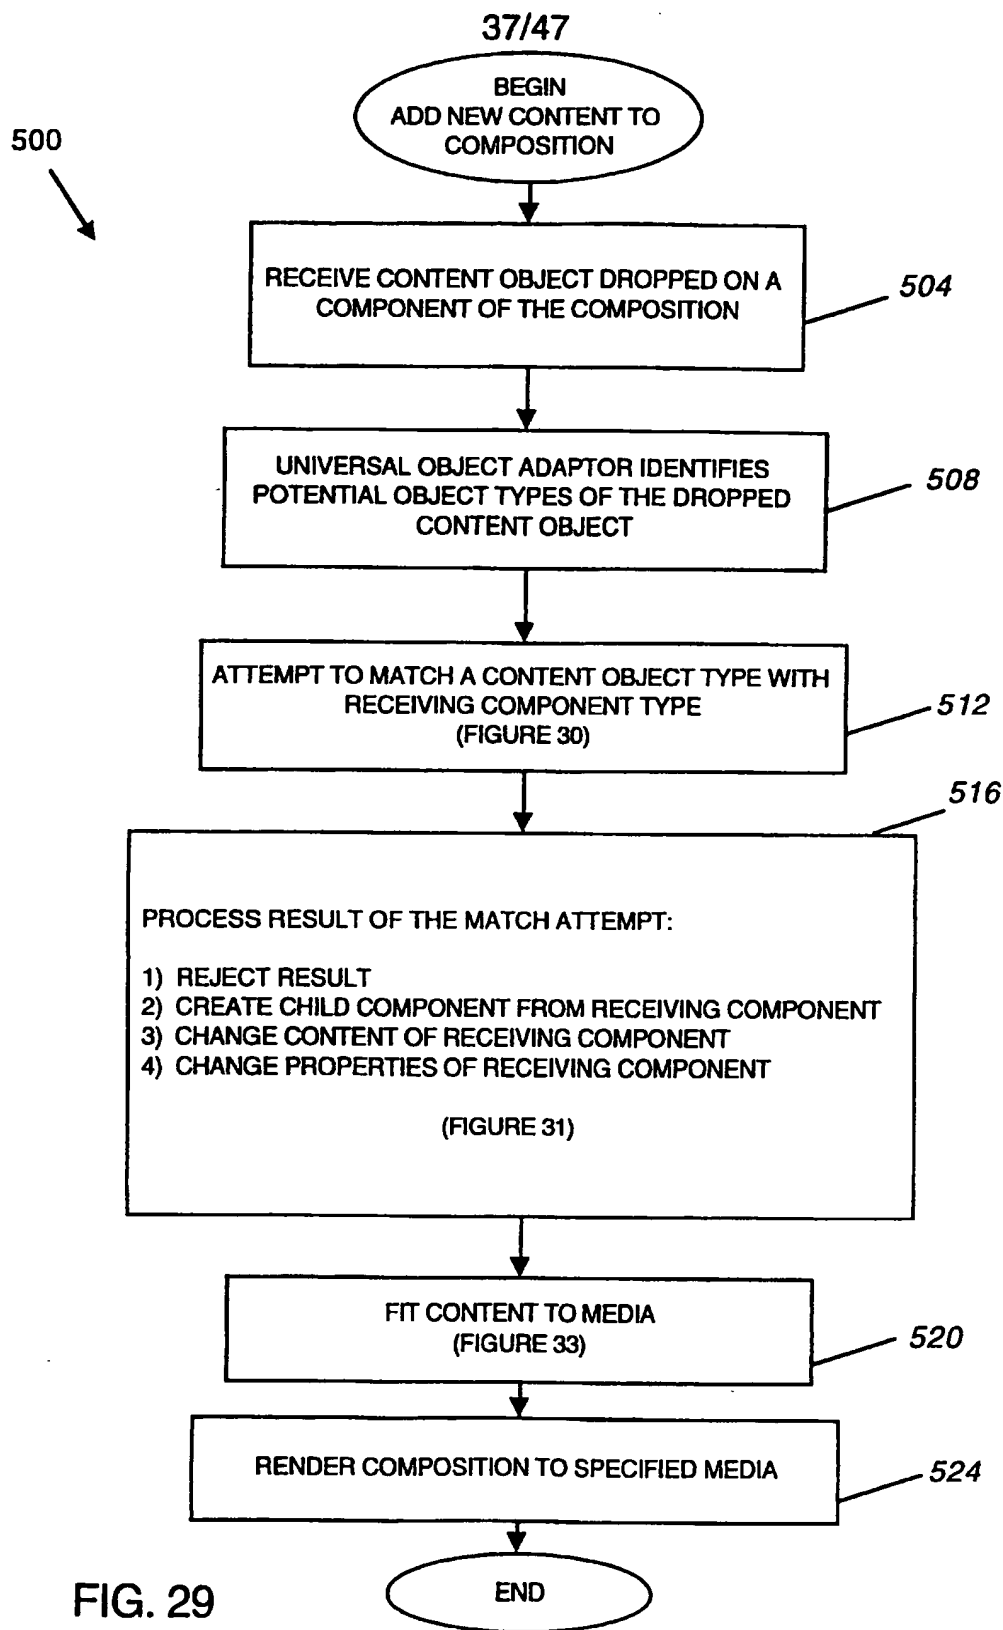 37/47
BEGIN
ADD NEW CONTENT TO
COMPOSITION
500
RECEIVE CONTENT OBJECT DROPPED ON A
COMPONENT OF THE COMPOSITION
504
UNIVERSAL OBJECT ADAPTOR IDENTIFIES
POTENTIAL OBJECT TYPES OF THE DROPPED
CONTENT OBJECT
508
ATTEMPT TO MATCH A CONTENT OBJECT TYPE WITH
RECEIVING COMPONENT TYPE
(FIGURE 30)
512
516
PROCESS RESULT OF THE MATCH ATTEMPT:
1) REJECT RESULT
2) CREATE CHILD COMPONENT FROM RECEIVING COMPONENT
3) CHANGE CONTENT OF RECEIVING COMPONENT
4) CHANGE PROPERTIES OF RECEIVING COMPONENT
(FIGURE 31)
FIT CONTENT TO MEDIA
(FIGURE 33)
520
RENDER COMPOSITION TO SPECIFIED MEDIA
524
END
FIG. 29